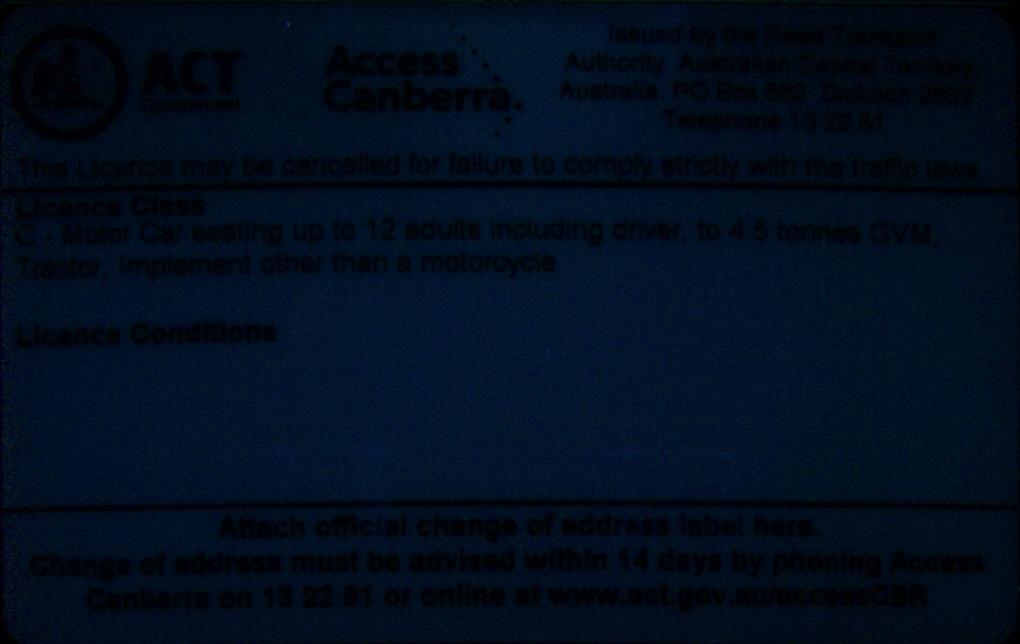 ACT
Government
Access
Canberra.
Issued by the Road Transport
Authority Australian Capital Territory
Australia PO Box 582 Dickson 2602
Telephone 13 22 81
This Licence may be cancelled for failure to comply strictly with the traffic laws.
Licence Class
C - Motor Car seating up to 12 adults including driver, to 4.5 tonnes GVM,
Tractor, Implement other than a motorcycle
Licence Conditions
Attach official change of address label here.
Change of address must be advised within 14 days by phoning Access
Canberra on 13 22 81 or online at www.act.gov.au/accessCBR